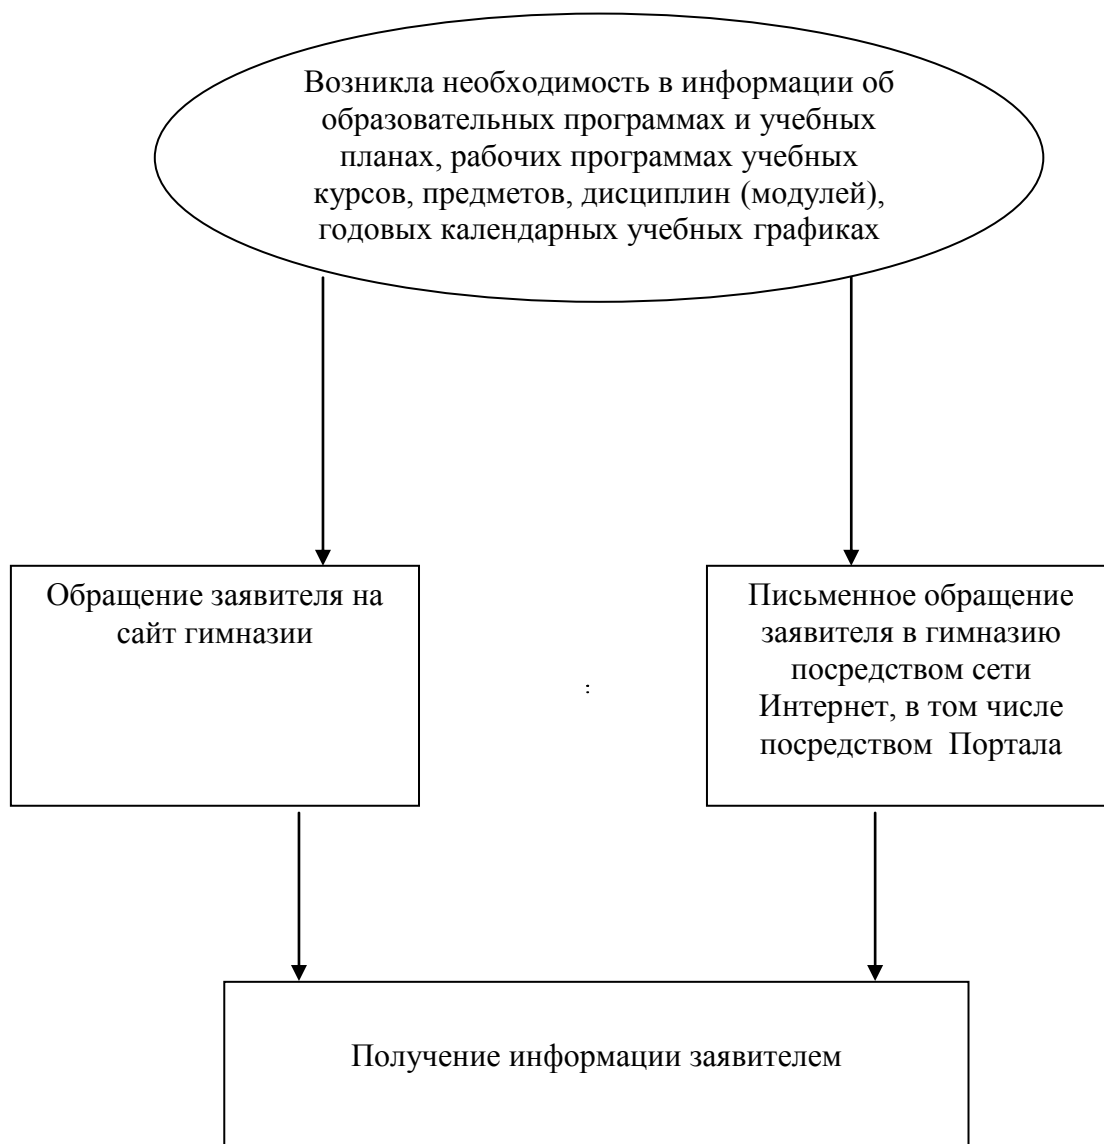 Возникла необходимость в информации об
образовательных программах и учебных
планах, рабочих программах учебных
курсов, предметов, дисциплин (модулей),
годовых календарных учебных графиках
Обращение заявителя на
сайт гимназии
Письменное обращение
заявителя в гимназию
посредством сети
Интернет, в том числе
посредством Портала
:
Получение информации заявителем